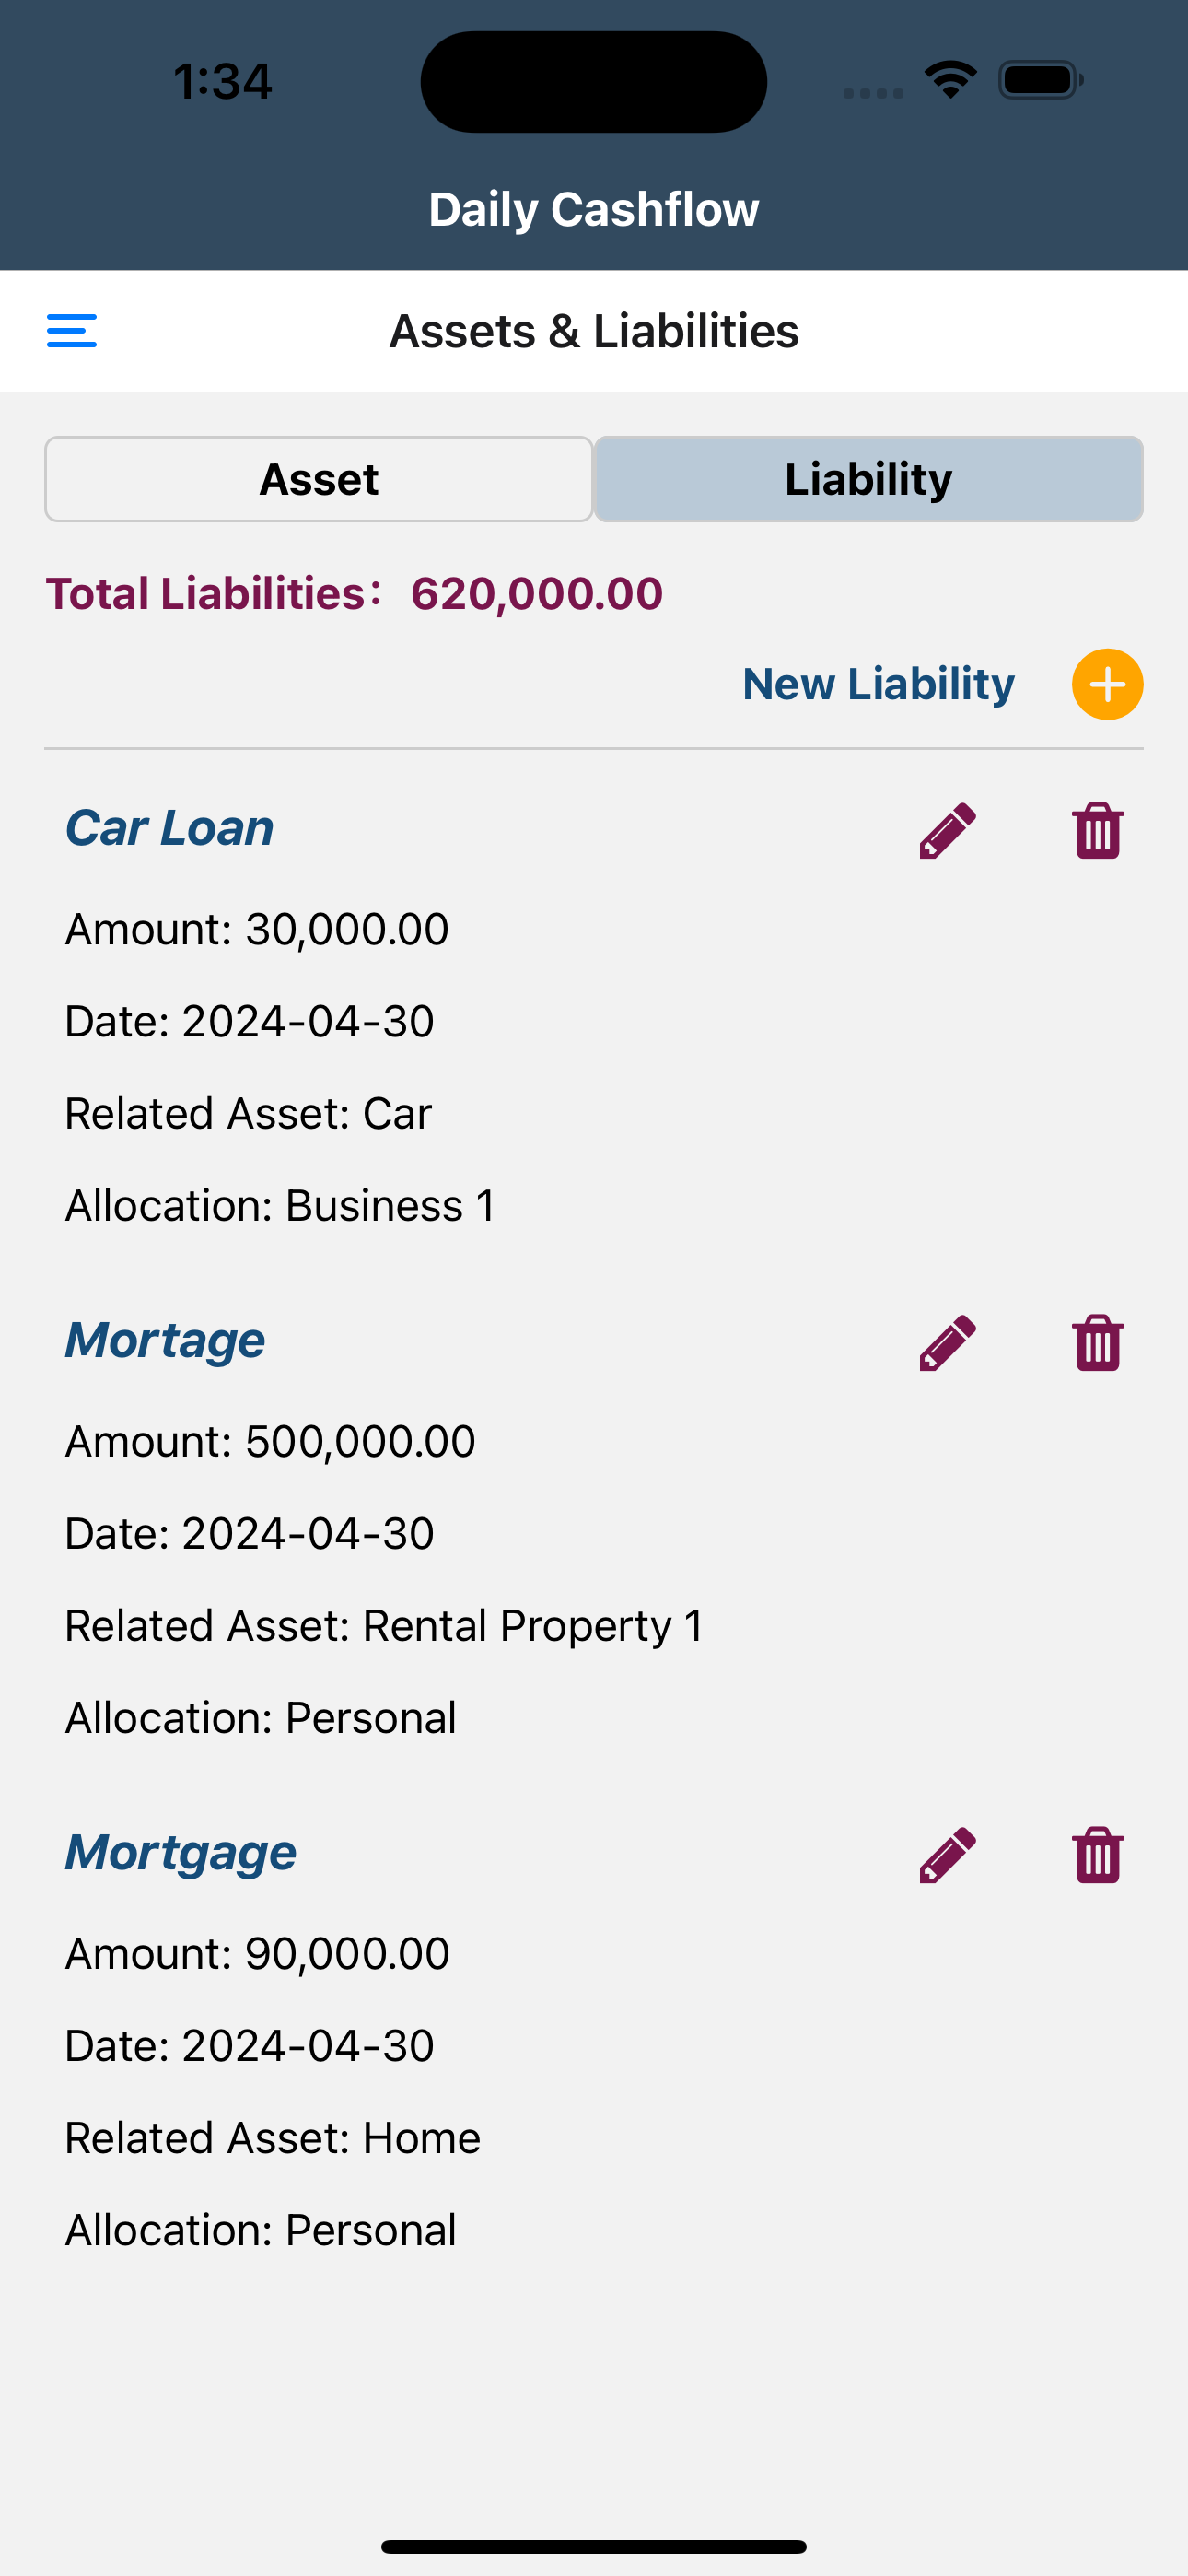 1:34
Daily Cashflow
Assets & Liabilities
Asset Liability
Total Liabilities: 620,000.00
New Liability
Car Loan
Amount: 30,000.00
Date: 2024-04-30
Related Asset: Car
Allocation: Business 1
Mortage
Amount: 500,000.00
Date: 2024-04-30
Related Asset: Rental Property 1
Allocation: Personal
Mortgage
Amount: 90,000.00
Date: 2024-04-30
Related Asset: Home
Allocation: Personal